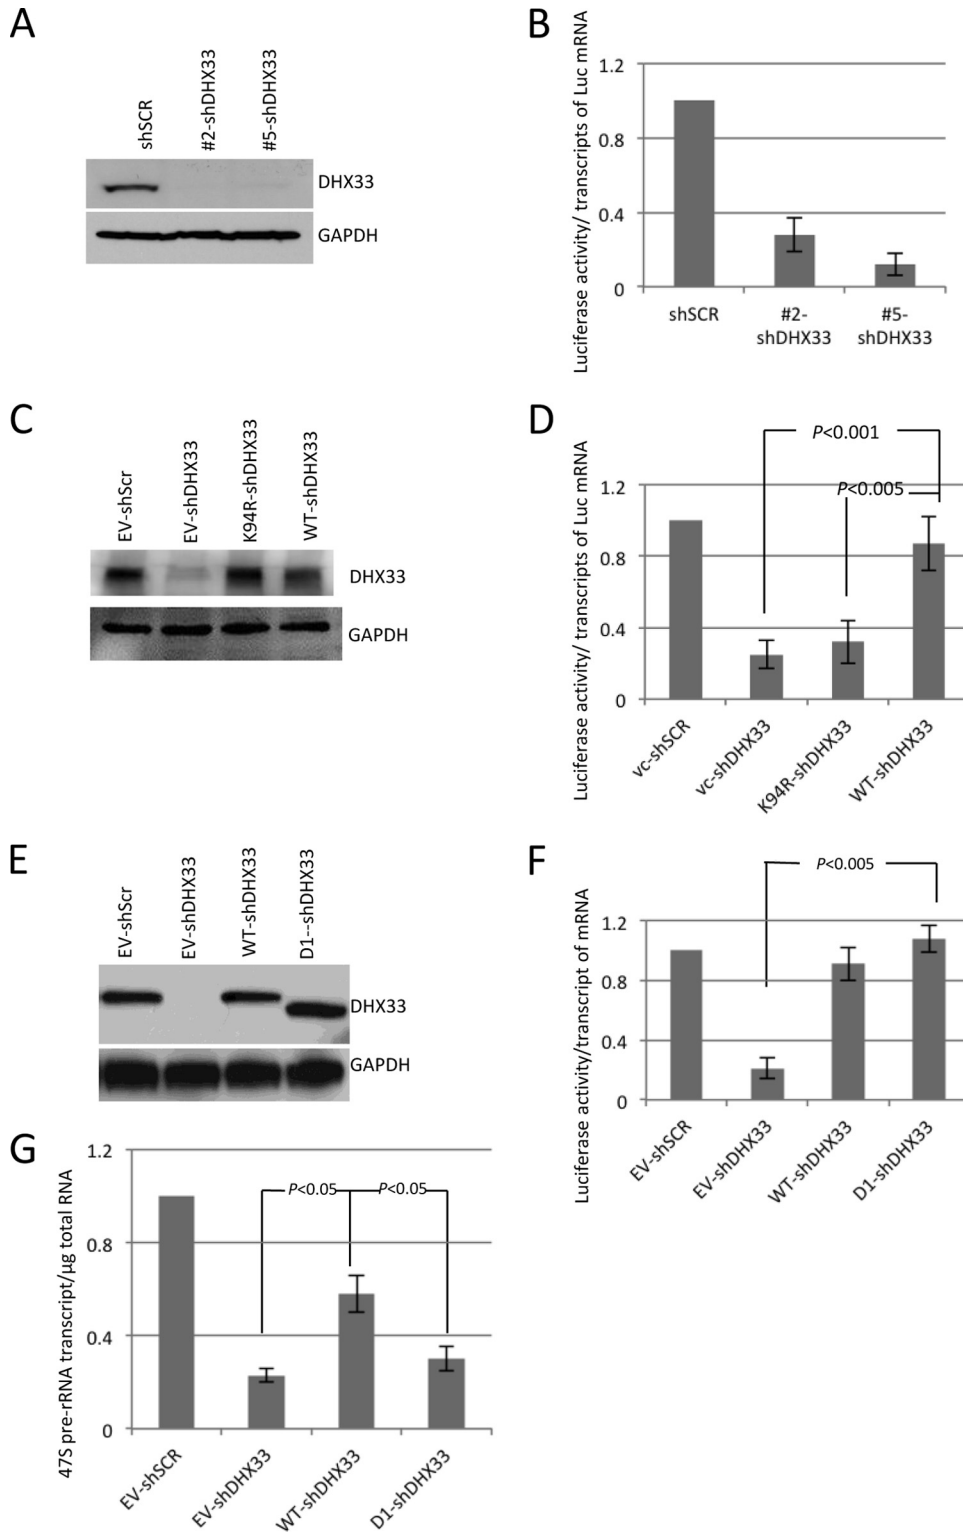 A
shSCR
#2-shDHX33
#5-shDHX33
DHX33
GAPDH
B
Luciferase activity/ transcripts of Luc mRNA
1.2
0.8
0.4
0
shSCR
#2-
shDHX33
#5-
shDHX33
C
EV-shScr
EV-shDHX33
K94R-shDHX33
WT-shDHX33
DHX33
GAPDH
D
Luciferase activity/ transcripts of Luc mRNA
P<0.001
P<0.005
1.2
0.8
0.4
0
vc-shSCR
vc-shDHX33
K94R-shDHX33
WT-shDHX33
E
EV-shScr
EV-shDHX33
WT-shDHX33
D1--shDHX33
DHX33
GAPDH
F
Luciferase activity/transcript of mRNA
P<0.005
1.2
0.8
0.4
0
EV-shSCR
EV-shDHX33
WT-shDHX33
D1-shDHX33
G
47S pre-rRNA transcript/µg total RNA
1.2
0.8
0.4
0
P<0.05
P<0.05
EV-shSCR
EV-shDHX33
WT-shDHX33
D1-shDHX33